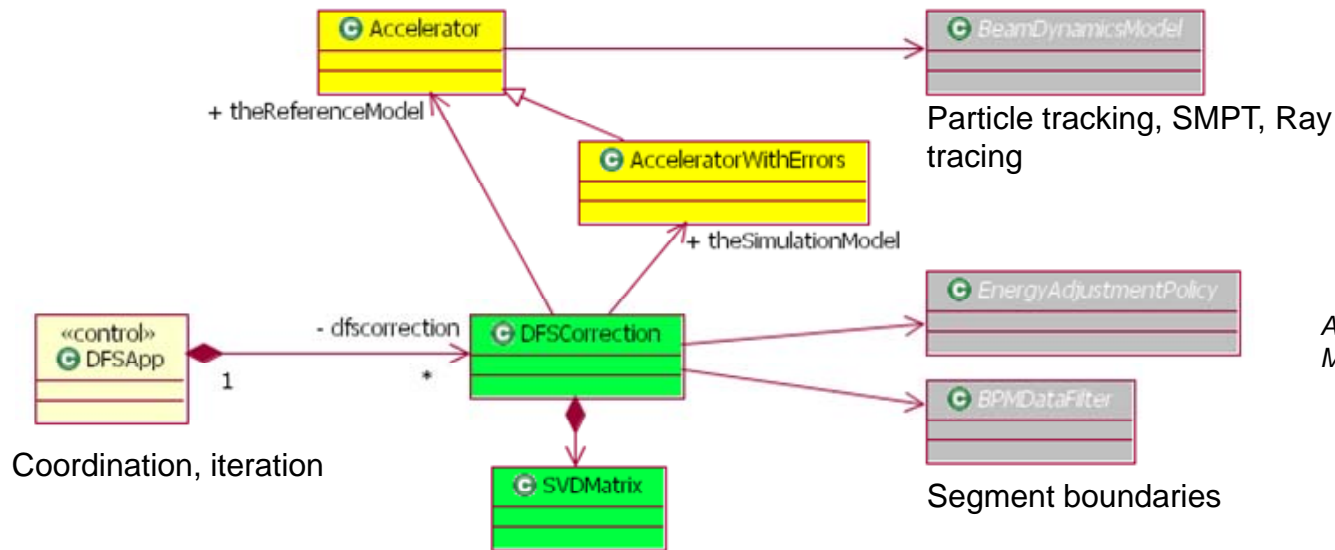 C Accelerator
C BeamDynamicsModel
+ theReferenceModel
Particle tracking, SMPT, Ray
tracing
C AcceleratorWithErrors
+ theSimulationModel
C EnergyAdjustmentPolicy
«control»
C DFSApp
- dfscorrection
C DFSCorrection
A
M
1
*
C BPMDataFilter
Coordination, iteration
C SVDMatrix
Segment boundaries